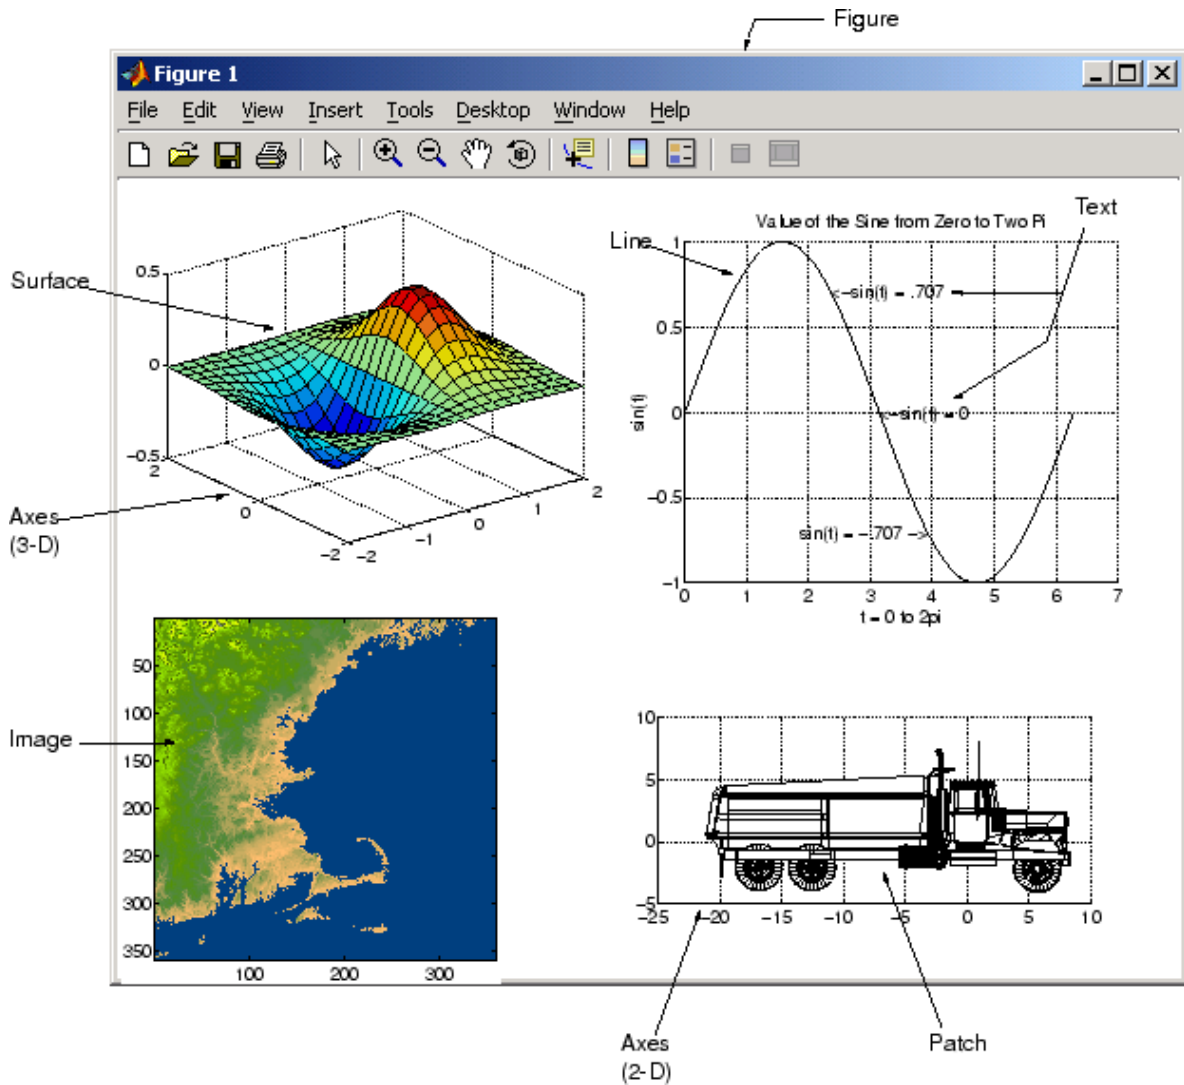 Figure
Figure 1
File Edit View Insert Tools Desktop Window Help
Surface
0.5
0
−0.5
2
0
−2
−2
−1
0
1
2
Axes
(3-D)
Line
Text
Value of the Sine from Zero to Two Pi
1
0.5
0
−0.5
−1
sin(t)
<−sin(t) = .707
<−sin(t) = 0
sin(t) = −.707 −>
0 1 2 3 4 5 6 7
t = 0 to 2pi
Image
50
100
150
200
250
300
350
100 200 300
10
5
0
−5
−25 −20 −15 −10 −5 0 5 10
Axes
(2-D)
Patch